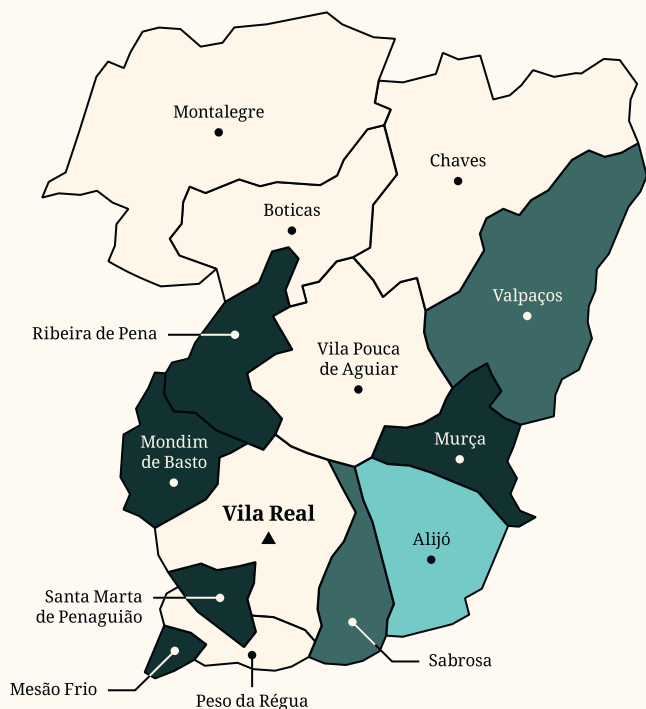 Montalegre
Chaves
Boticas
Valpaços
Ribeira de Pena
Vila Pouca
de Aguiar
Mondim
de Basto
Murça
Vila Real
Alijó
Santa Marta
de Penaguião
Sabrosa
Mesão Frio
Peso da Régua